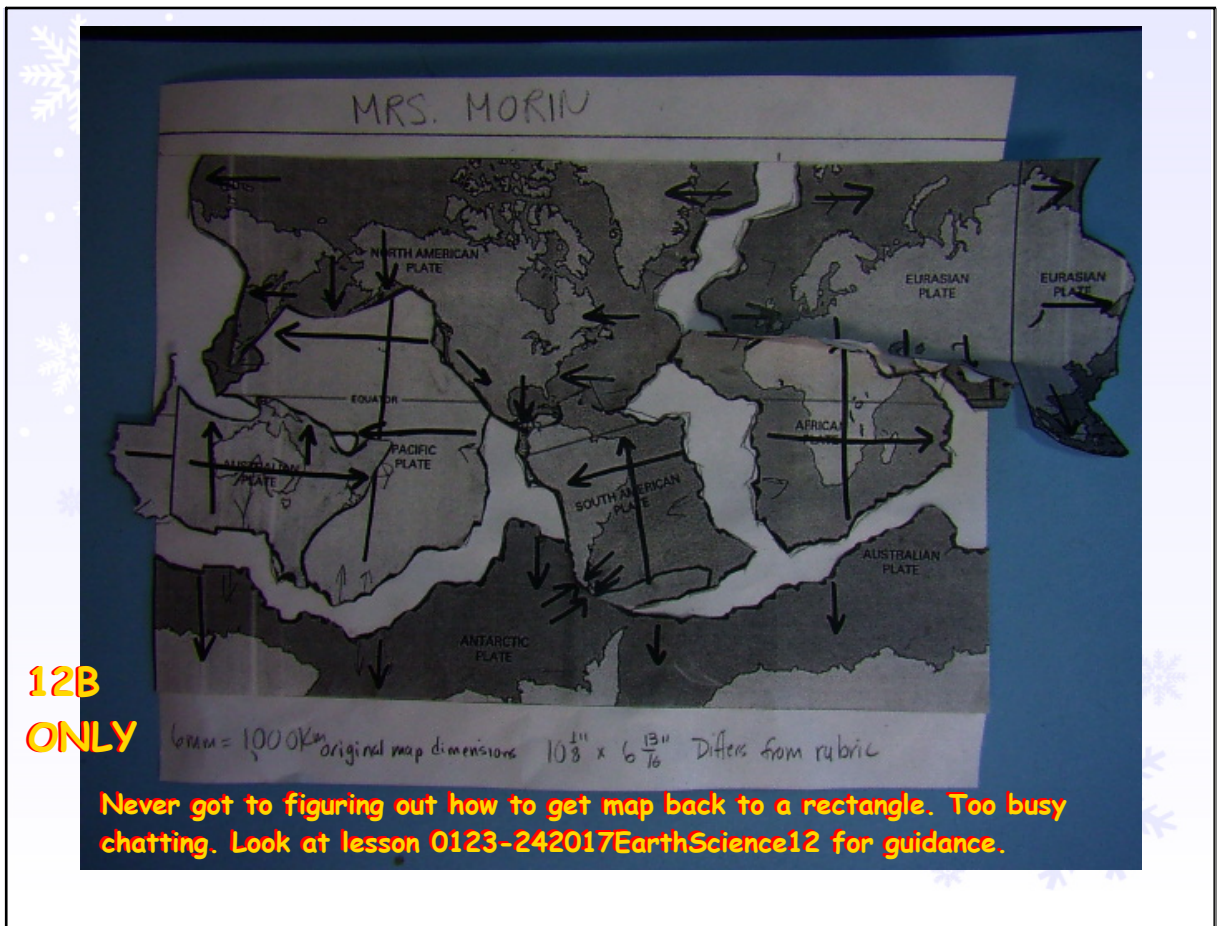 MRS. MORIN
NORTH AMERICAN
PLATE
EURASIAN
PLATE
EURASIAN
PLATE
EQUATOR
AFRICAN
PLATE
PACIFIC
PLATE
AUSTRALIAN
PLATE
SOUTH AMERICAN
PLATE
AUSTRALIAN
PLATE
ANTARCTIC
PLATE
12B
ONLY
6mm = 1000Km original map dimensions 10 1/8" x 6 13/16" Differs from rubric
Never got to figuring out how to get map back to a rectangle. Too busy
chatting. Look at lesson 0123-242017EarthScience12 for guidance.